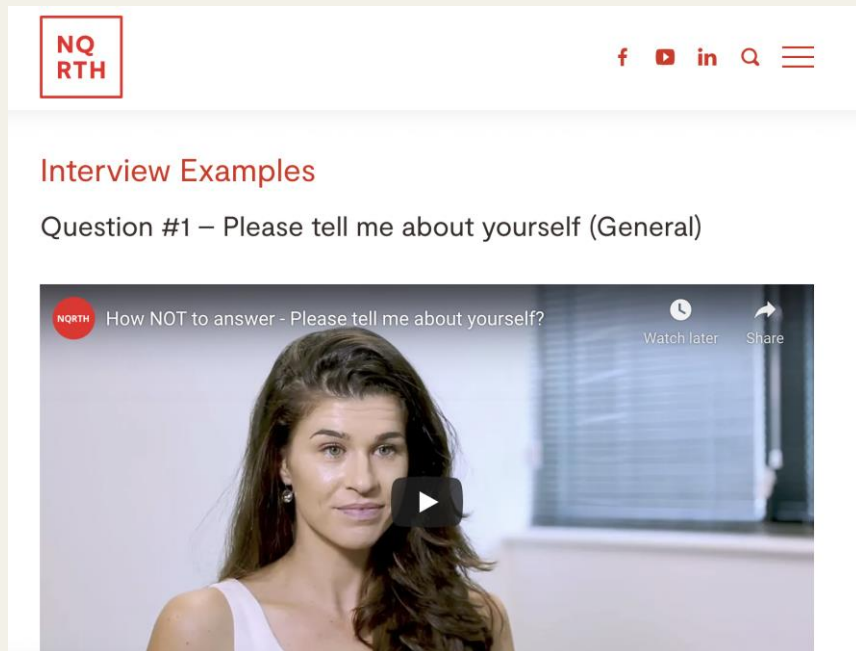 NQ
RTH
Interview Examples
Question #1 – Please tell me about yourself (General)
NQRTH How NOT to answer - Please tell me about yourself?
Watch later Share